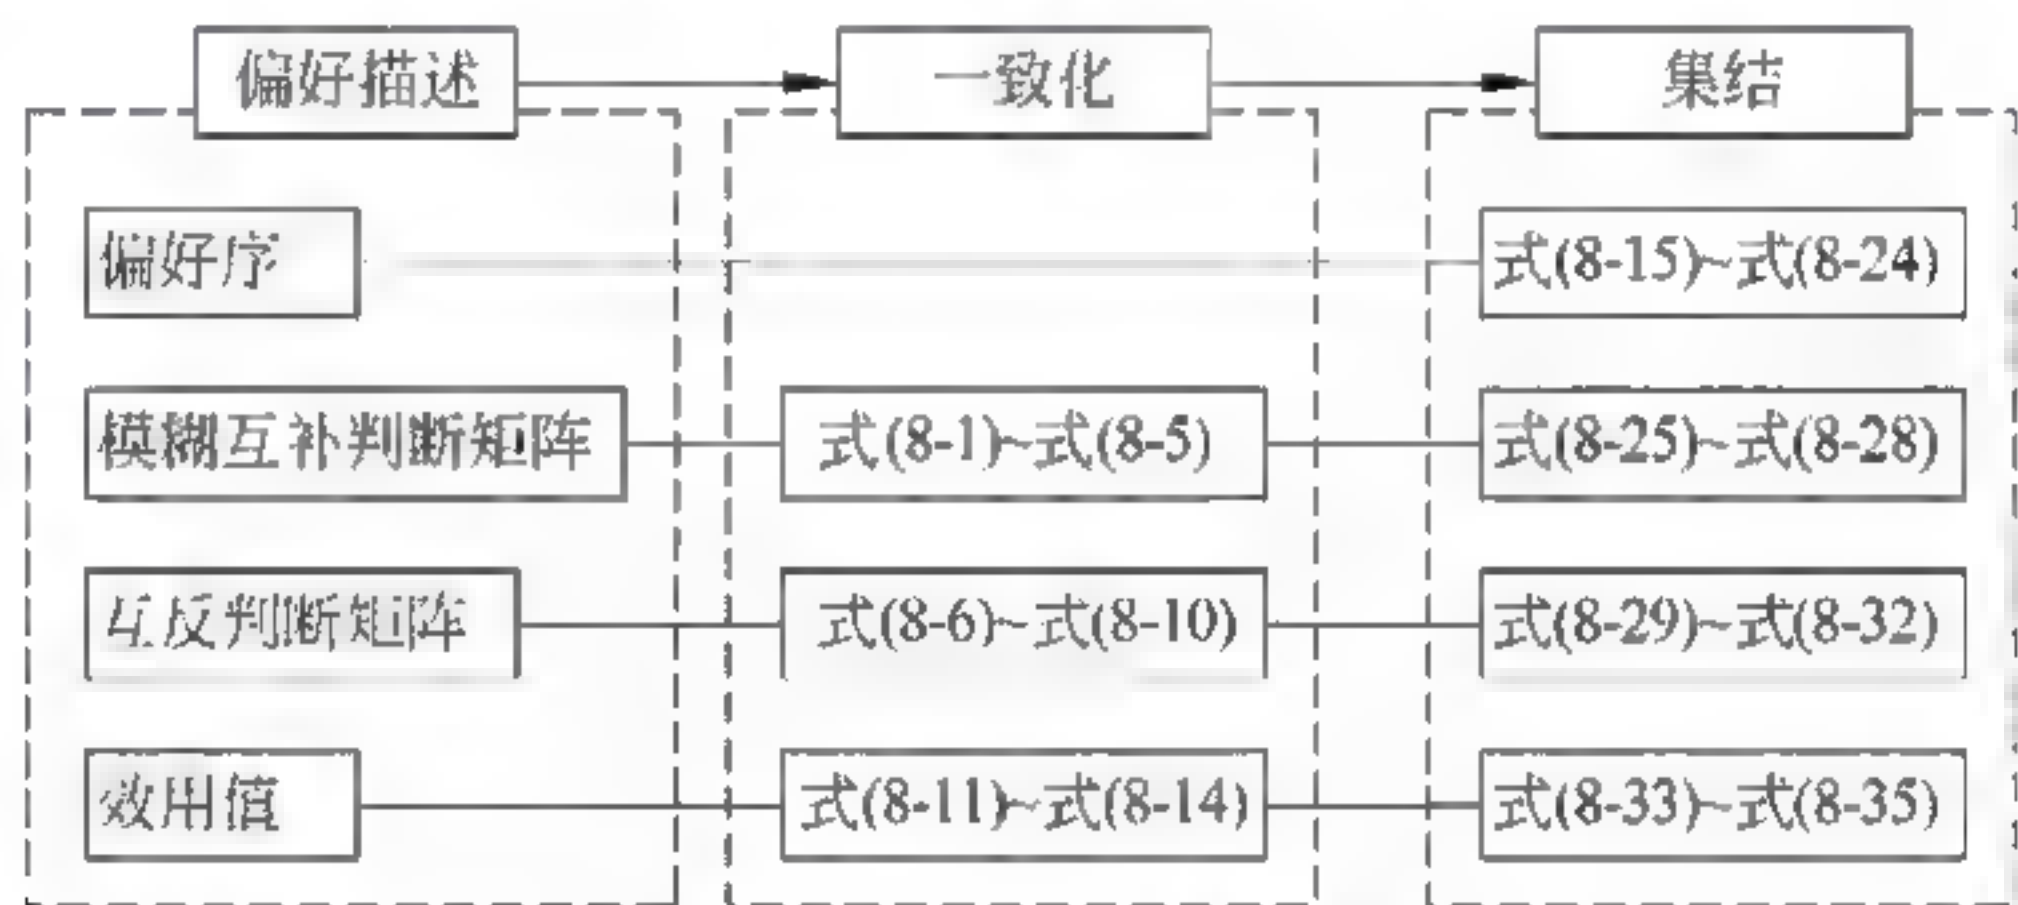 偏好描述
一致化
集结
偏好序
式(8-15)~式(8-24)
模糊互补判断矩阵
式(8-1)~式(8-5)
式(8-25)~式(8-28)
互反判断矩阵
式(8-6)~式(8-10)
式(8-29)~式(8-32)
效用值
式(8-11)~式(8-14)
式(8-33)~式(8-35)